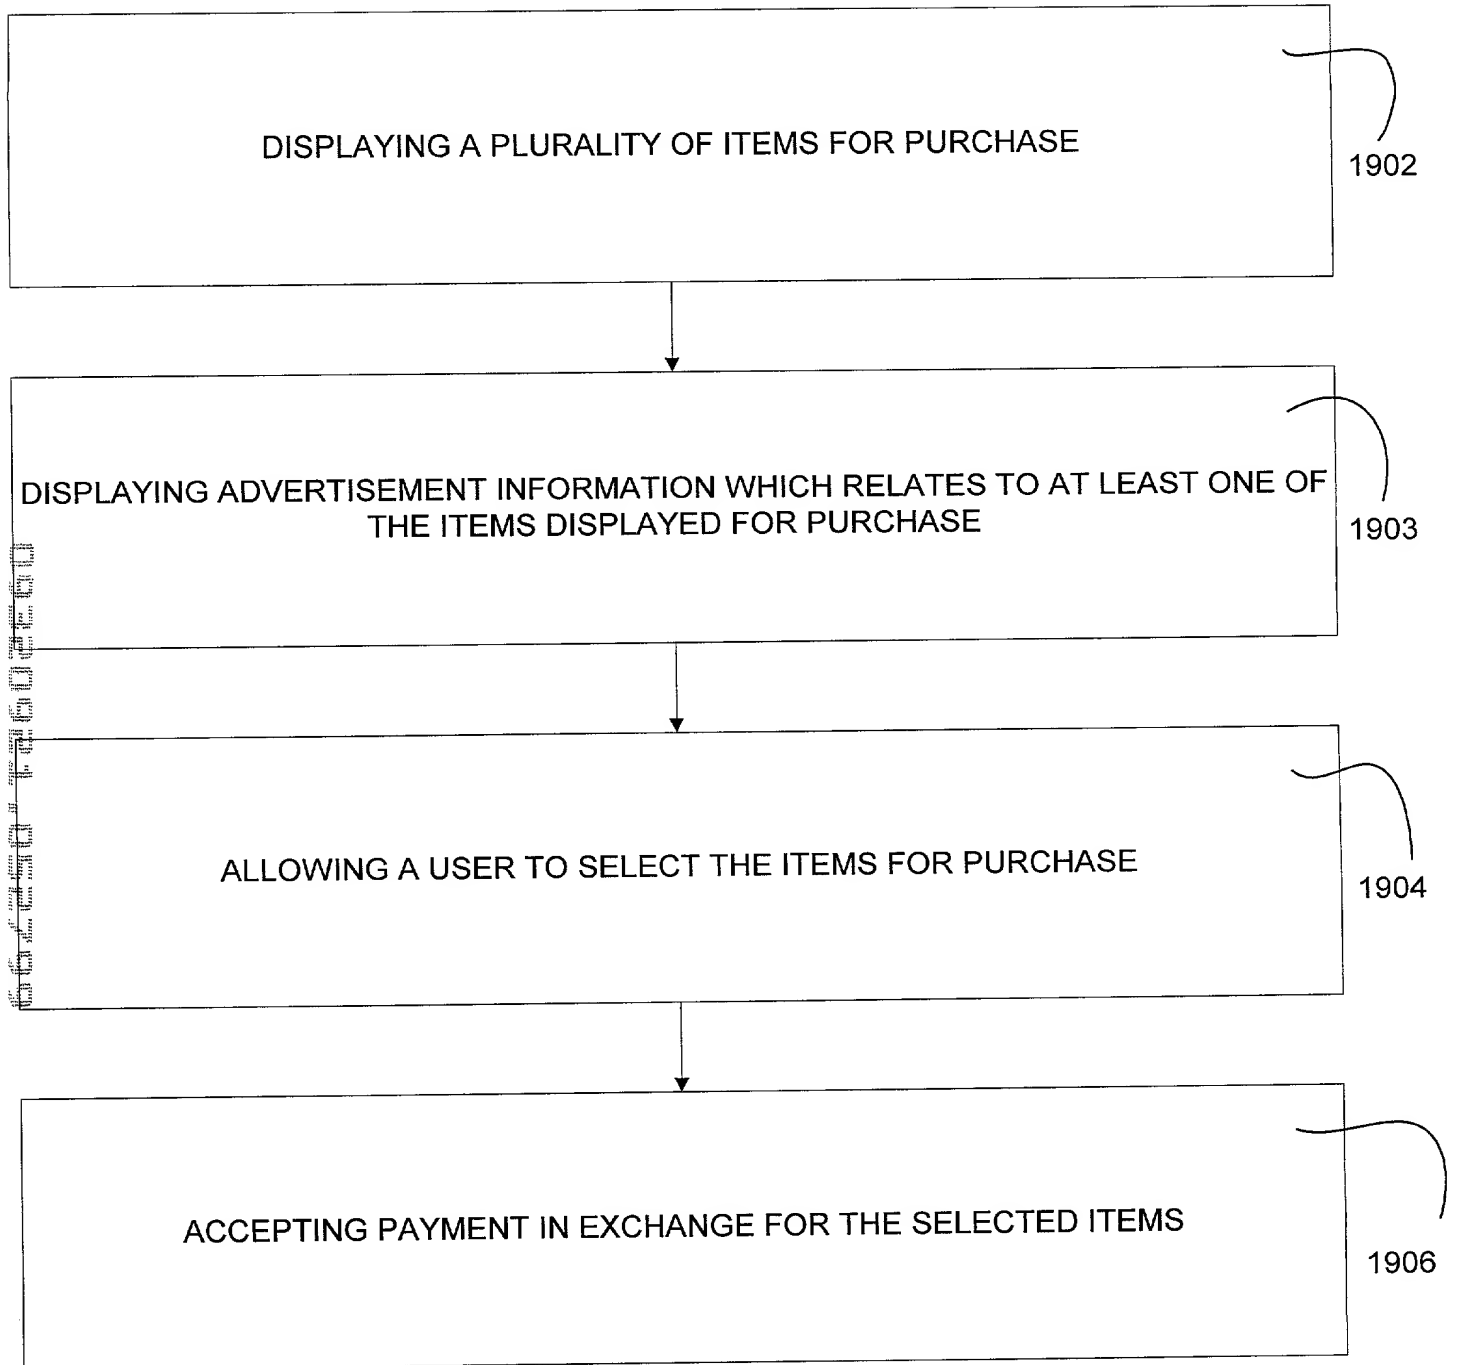 DISPLAYING A PLURALITY OF ITEMS FOR PURCHASE
1902
DISPLAYING ADVERTISEMENT INFORMATION WHICH RELATES TO AT LEAST ONE OF
THE ITEMS DISPLAYED FOR PURCHASE
1903
ALLOWING A USER TO SELECT THE ITEMS FOR PURCHASE
1904
ACCEPTING PAYMENT IN EXCHANGE FOR THE SELECTED ITEMS
1906